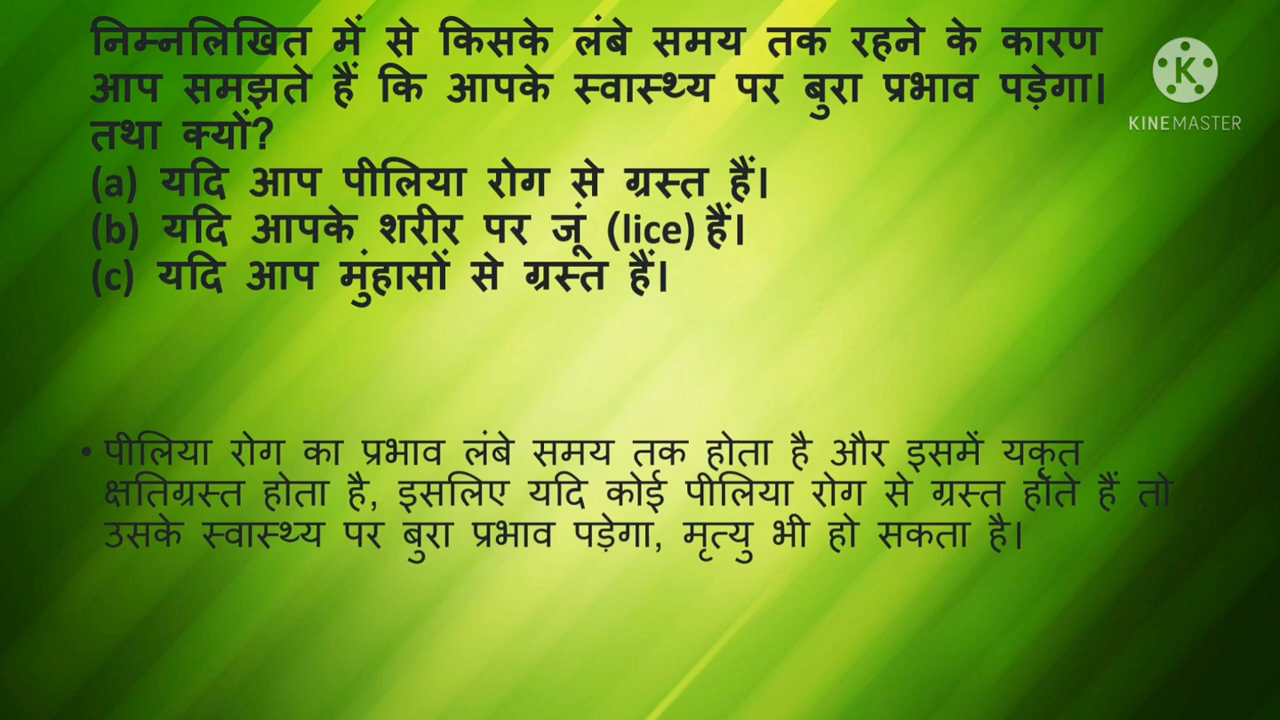 निम्नलिखित में से किसके लंबे समय तक रहने के कारण
आप समझते हैं कि आपके स्वास्थ्य पर बुरा प्रभाव पड़ेगा।
तथा क्यों?
(a) यदि आप पीलिया रोग से ग्रस्त हैं।
(b) यदि आपके शरीर पर जूं (lice) हैं।
(c) यदि आप मुंहासों से ग्रस्त हैं।
K
KINEMASTER
• पीलिया रोग का प्रभाव लंबे समय तक होता है और इसमें यकृत
क्षतिग्रस्त होता है, इसलिए यदि कोई पीलिया रोग से ग्रस्त होते हैं तो
उसके स्वास्थ्य पर बुरा प्रभाव पड़ेगा, मृत्यु भी हो सकता है।